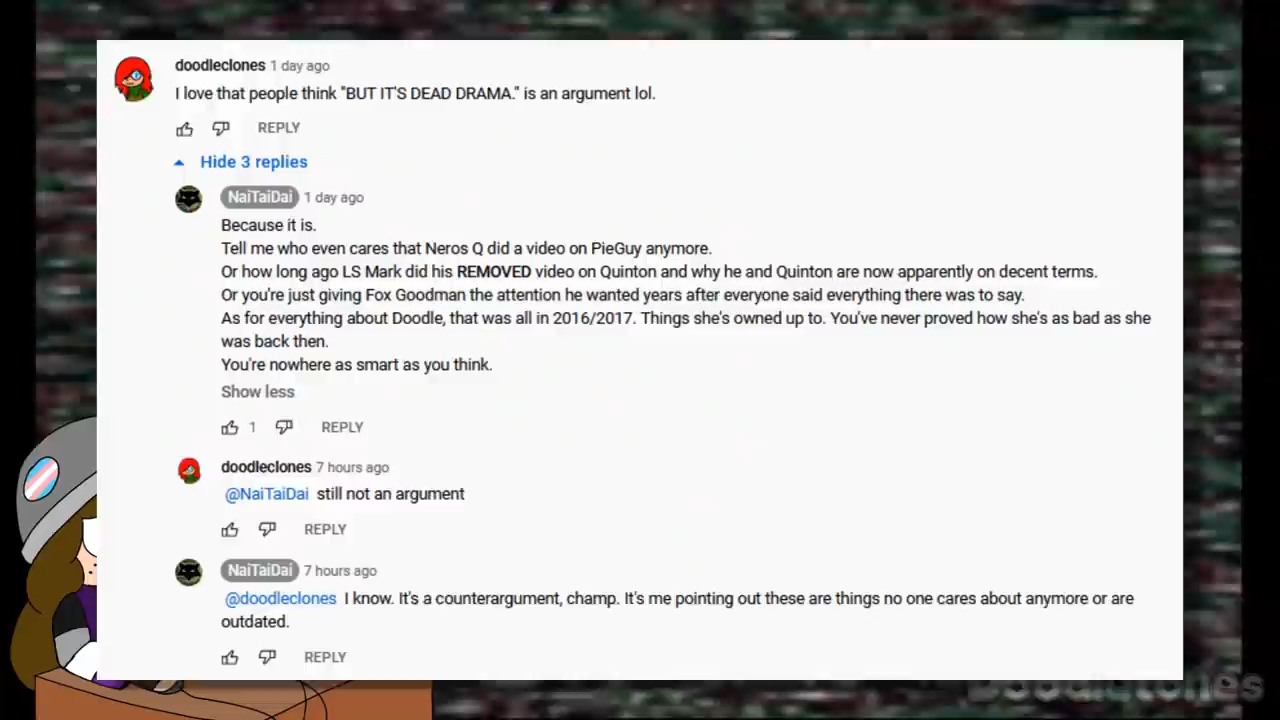 doodleclones 1 day ago
I love that people think "BUT IT'S DEAD DRAMA." is an argument lol.
REPLY
Hide 3 replies
NaiTaiDai 1 day ago
Because it is.
Tell me who even cares that Neros Q did a video on PieGuy anymore.
Or how long ago LS Mark did his REMOVED video on Quinton and why he and Quinton are now apparently on decent terms.
Or you're just giving Fox Goodman the attention he wanted years after everyone said everything there was to say.
As for everything about Doodle, that was all in 2016/2017. Things she's owned up to. You've never proved how she's as bad as she
was back then.
You're nowhere as smart as you think.
Show less
1 REPLY
doodleclones 7 hours ago
@NaiTaiDai still not an argument
REPLY
NaiTaiDai 7 hours ago
@doodleclones I know. It's a counterargument, champ. It's me pointing out these are things no one cares about anymore or are
outdated.
REPLY